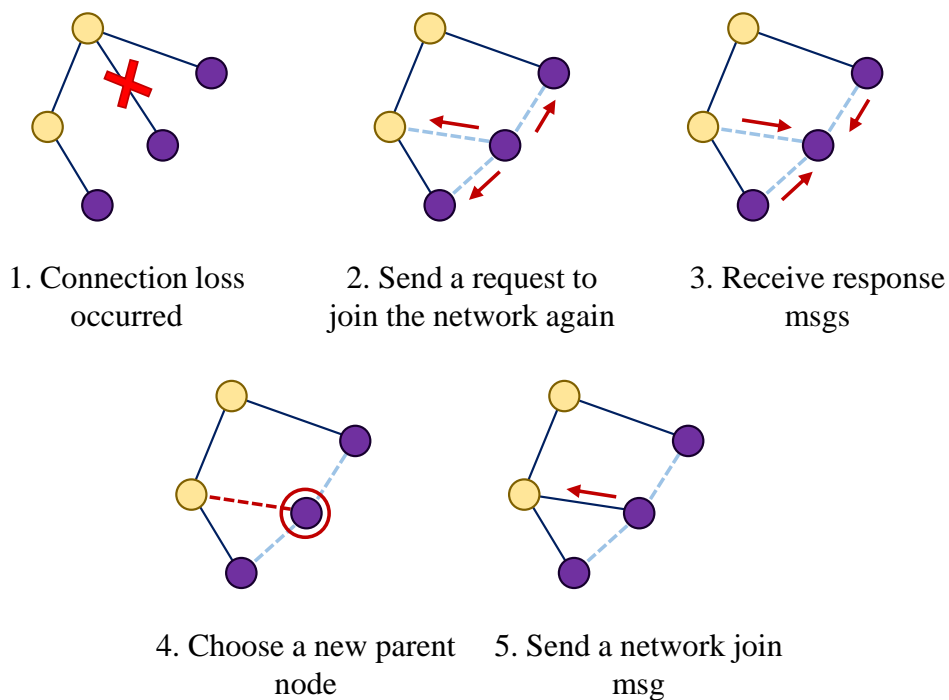 1. Connection loss
occurred
2. Send a request to
join the network again
3. Receive response
msgs
4. Choose a new parent
node
5. Send a network join
msg